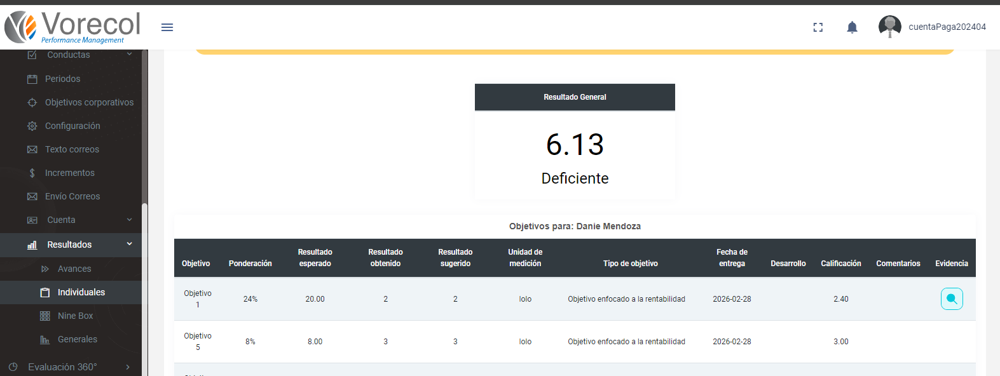 Vorecol
Performance Management
cuentaPaga202404
Conductas
Periodos
Objetivos corporativos
Configuración
Texto correos
Incrementos
Envío Correos
Cuenta
Resultados
Avances
Individuales
Nine Box
Generales
Evaluación 360°
Resultado General
6.13
Deficiente
Objetivos para: Danie Mendoza
Objetivo Ponderación Resultado esperado Resultado obtenido Resultado sugerido Unidad de medición Tipo de objetivo Fecha de entrega Desarrollo Calificación Comentarios Evidencia
Objetivo 1 24% 20.00 2 2 lolo Objetivo enfocado a la rentabilidad 2026-02-28 2.40
Objetivo 5 8% 8.00 3 3 lolo Objetivo enfocado a la rentabilidad 2026-02-28 3.00